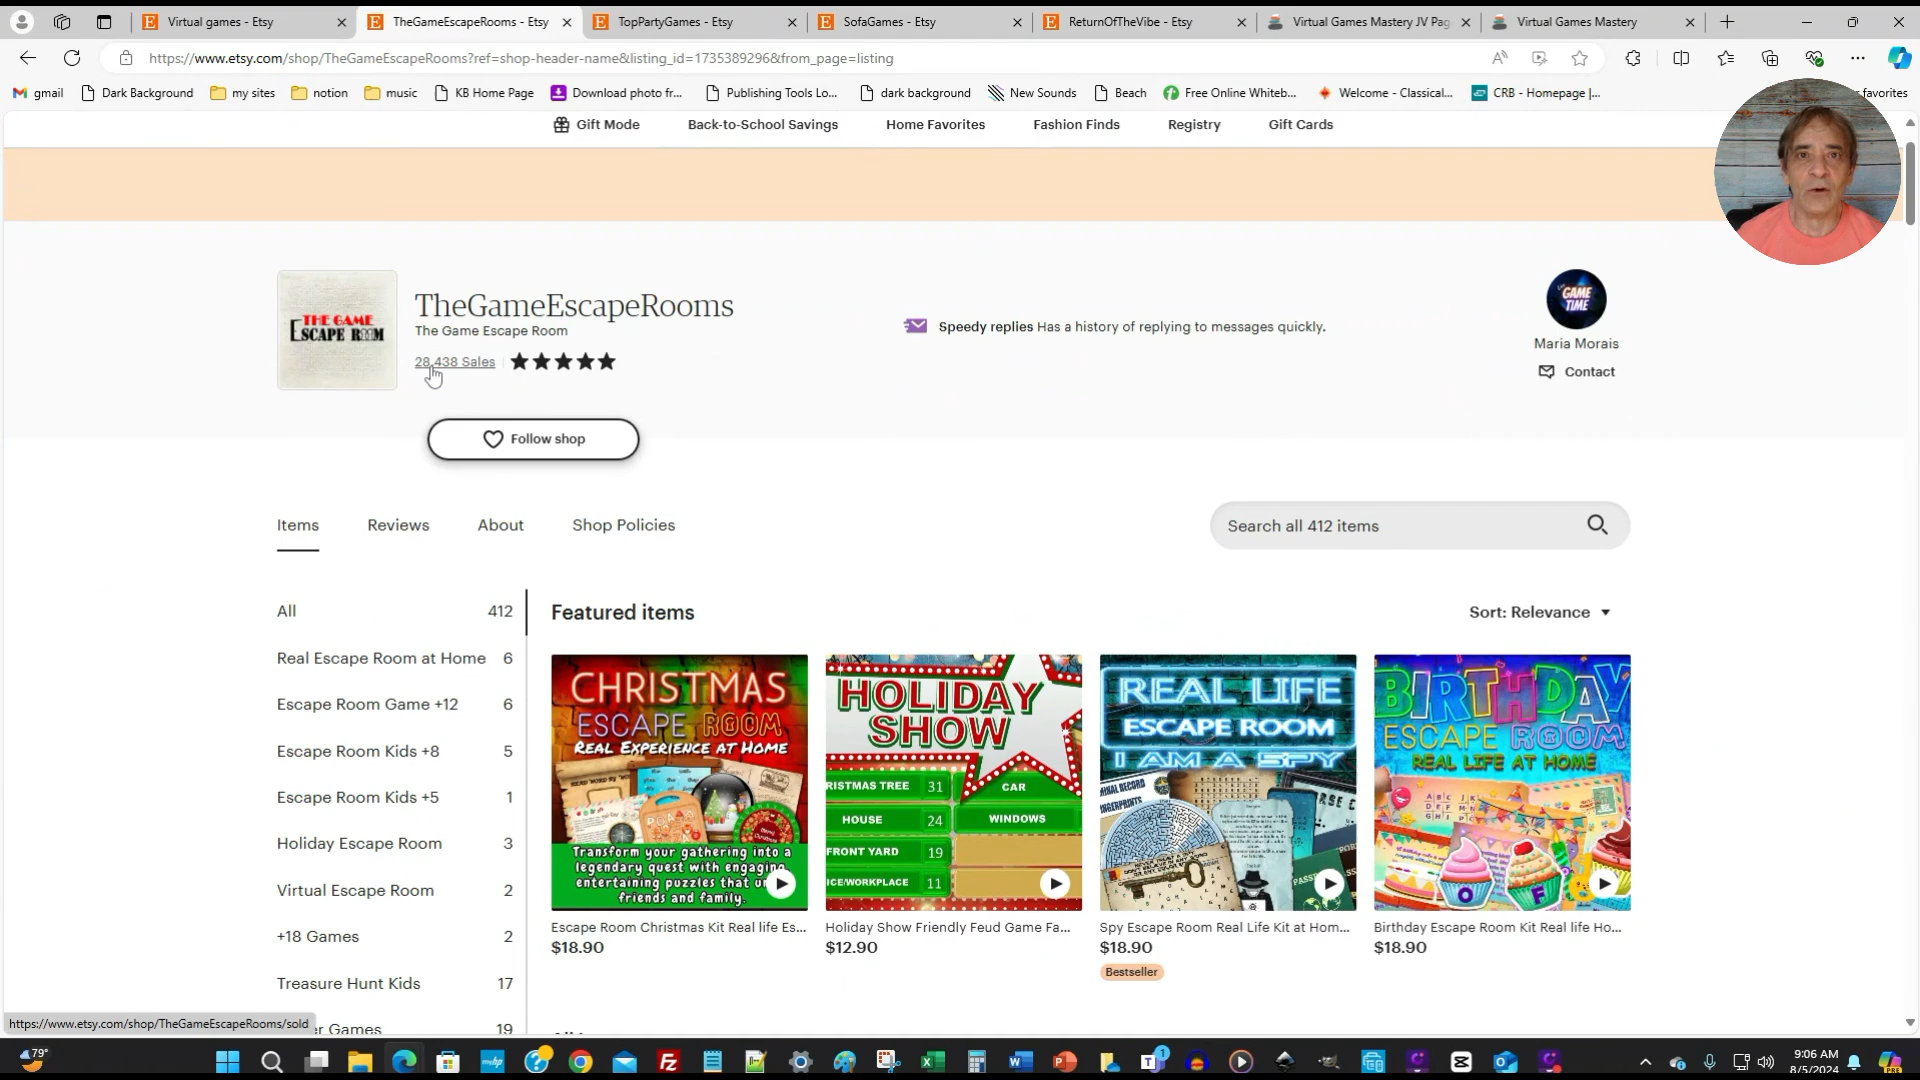 Virtual games - Etsy
TheGameEscapeRooms - Etsy
TopPartyGames - Etsy
SofaGames - Etsy
ReturnOfTheVibe - Etsy
Virtual Games Mastery JV Pag
Virtual Games Mastery
https://www.etsy.com/shop/TheGameEscapeRooms?ref=shop-header-name&listing_id=1735389296&from_page=listing
gmail
Dark Background
my sites
notion
music
KB Home Page
Download photo fr...
Publishing Tools Lo...
dark background
New Sounds
Beach
Free Online Whiteb...
Welcome - Classical...
CRB - Homepage |...
favorites
Gift Mode
Back-to-School Savings
Home Favorites
Fashion Finds
Registry
Gift Cards
THE GAME
ESCAPE ROOM
TheGameEscapeRooms
The Game Escape Room
28,438 Sales
Speedy replies Has a history of replying to messages quickly.
GAME
TIME
Maria Morais
Contact
Follow shop
Items
Reviews
About
Shop Policies
Search all 412 items
All 412
Real Escape Room at Home 6
Escape Room Game +12 6
Escape Room Kids +8 5
Escape Room Kids +5 1
Holiday Escape Room 3
Virtual Escape Room 2
+18 Games 2
Treasure Hunt Kids 17
er Games 19
Featured items
Sort: Relevance
CHRISTMAS
ESCAPE ROOM
REAL EXPERIENCE AT HOME
Transform your gathering into a
legendary quest with engaging,
entertaining puzzles that un
friends and family.
Escape Room Christmas Kit Real life Es...
$18.90
HOLIDAY
SHOW
RISTMAS TREE 31
CAR
HOUSE 24
WINDOWS
FRONT YARD 19
ICE/WORKPLACE 11
Holiday Show Friendly Feud Game Fa...
$12.90
REAL LIFE
ESCAPE ROOM
I AM A SPY
Spy Escape Room Real Life Kit at Hom...
$18.90
Bestseller
BIRTHDAY
ESCAPE ROOM
REAL LIFE AT HOME
O F
Birthday Escape Room Kit Real life Ho...
$18.90
https://www.etsy.com/shop/TheGameEscapeRooms/sold
79°
9:06 AM
8/5/2024